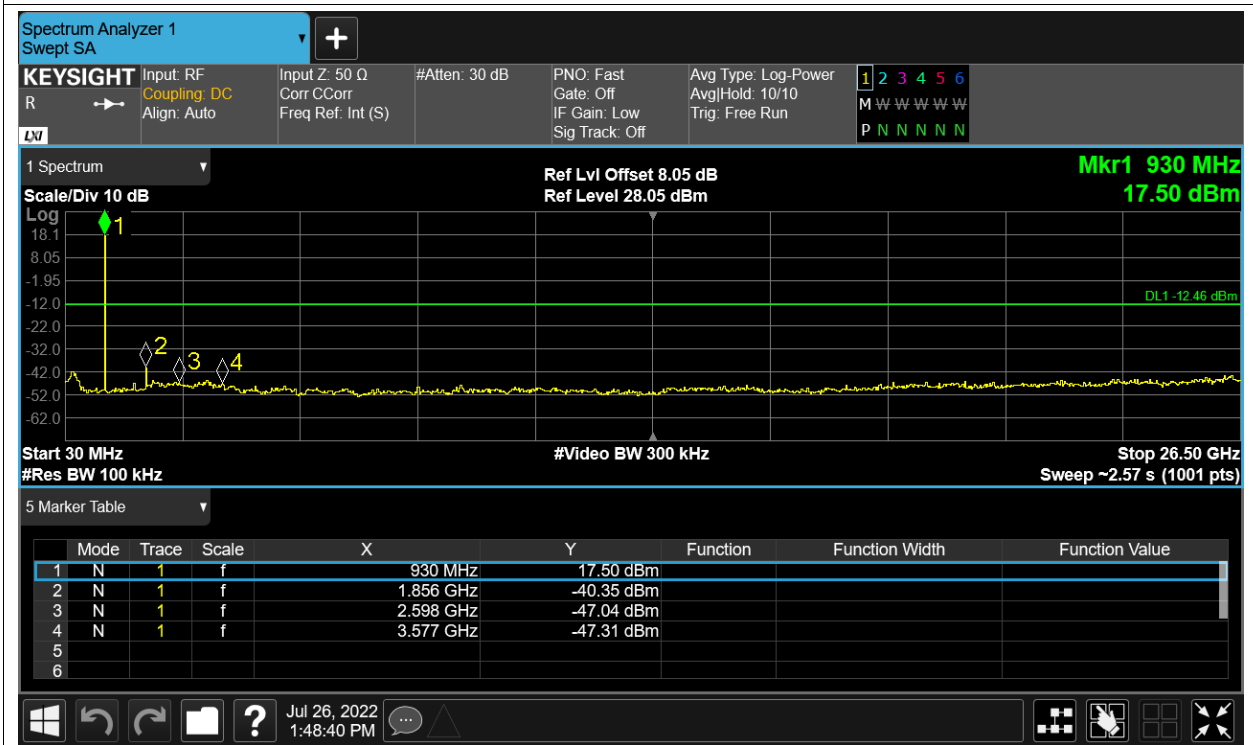 Spectrum Analyzer 1
Swept SA
KEYSIGHT Input: RF Input Z: 50 Ω #Atten: 30 dB PNO: Fast Avg Type: Log-Power 1 2 3 4 5 6
R Coupling: DC Corr CCorr Gate: Off Avg|Hold: 10/10 M W W W W W
Align: Auto Freq Ref: Int (S) IF Gain: Low Trig: Free Run
LXI Sig Track: Off P N N N N N
1 Spectrum Ref Lvl Offset 8.05 dB Mkr1 930 MHz
Scale/Div 10 dB Ref Level 28.05 dBm 17.50 dBm
Log
1
18.1
8.05
-1.95
DL1 -12.46 dBm
-12.0
-22.0
2
-32.0
3 4
-42.0
-52.0
-62.0
Start 30 MHz #Video BW 300 kHz Stop 26.50 GHz
#Res BW 100 kHz Sweep ~2.57 s (1001 pts)
5 Marker Table
Mode Trace Scale X Y Function Function Width Function Value
1 N 1 f 930 MHz 17.50 dBm
2 N 1 f 1.856 GHz -40.35 dBm
3 N 1 f 2.598 GHz -47.04 dBm
4 N 1 f 3.577 GHz -47.31 dBm
5
6
? Jul 26, 2022
1:48:40 PM